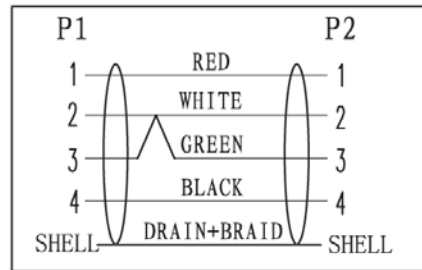 P1 P2
1 RED 1
2 WHITE 2
3 GREEN 3
4 BLACK 4
SHELL DRAIN+BRAID SHELL